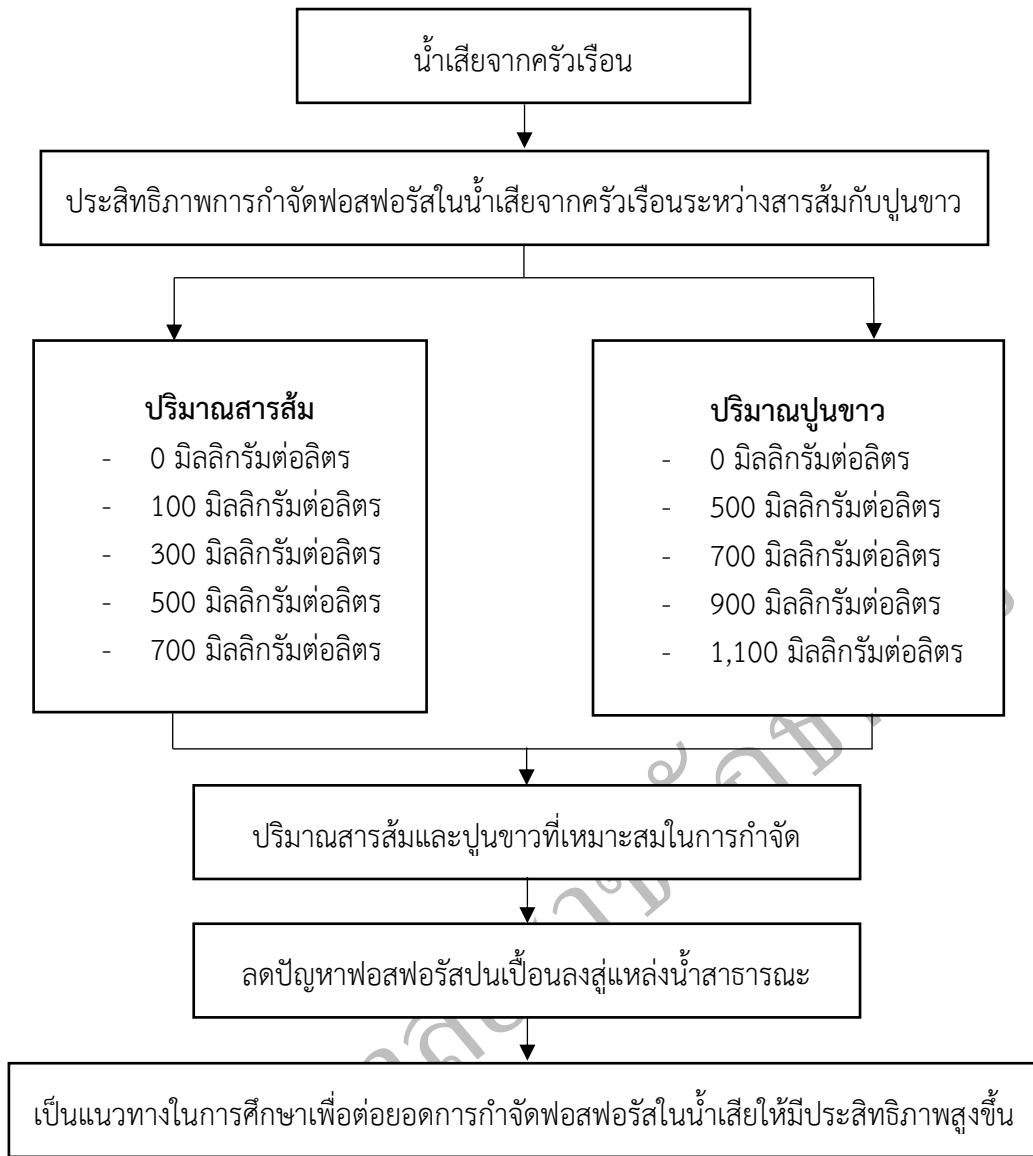 น้ำเสียจากครัวเรือน
ประสิทธิภาพการกำจัดฟอสฟอรัสในน้ำเสียจากครัวเรือนระหว่างสารส้มกับปูนขาว
ปริมาณสารส้ม
- 0 มิลลิกรัมต่อลิตร
- 100 มิลลิกรัมต่อลิตร
- 300 มิลลิกรัมต่อลิตร
- 500 มิลลิกรัมต่อลิตร
- 700 มิลลิกรัมต่อลิตร
ปริมาณปูนขาว
- 0 มิลลิกรัมต่อลิตร
- 500 มิลลิกรัมต่อลิตร
- 700 มิลลิกรัมต่อลิตร
- 900 มิลลิกรัมต่อลิตร
- 1,100 มิลลิกรัมต่อลิตร
ปริมาณสารส้มและปูนขาวที่เหมาะสมในการกำจัด
ลดปัญหาฟอสฟอรัสปนเปื้อนลงสู่แหล่งน้ำสาธารณะ
เป็นแนวทางในการศึกษาเพื่อต่อยอดการกำจัดฟอสฟอรัสในน้ำเสียให้มีประสิทธิภาพสูงขึ้น